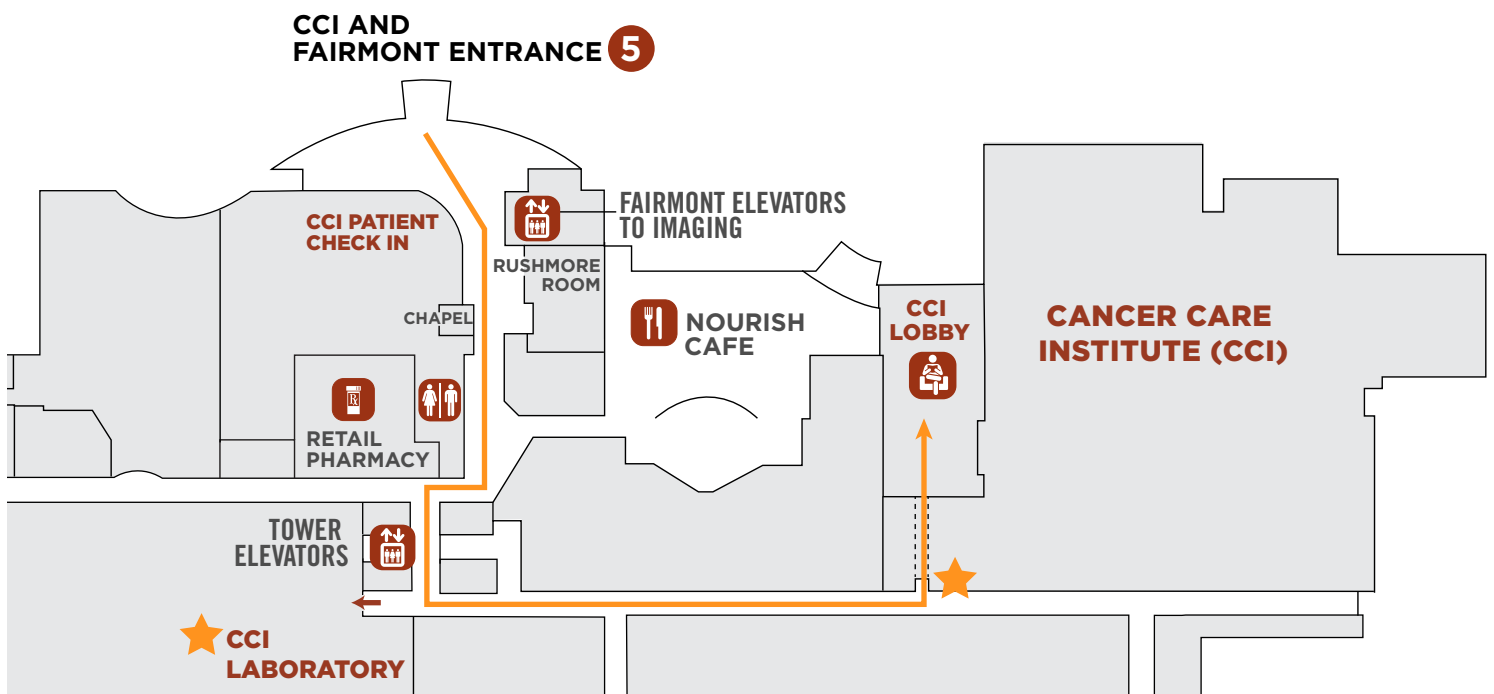 CCI AND
FAIRMONT ENTRANCE 5
FAIRMONT ELEVATORS
TO IMAGING
CCI PATIENT
CHECK IN
RUSHMORE
ROOM
CHAPEL
NOURISH
CAFE
CCI
LOBBY
CANCER CARE
INSTITUTE (CCI)
Rx
RETAIL
PHARMACY
TOWER
ELEVATORS
CCI
LABORATORY